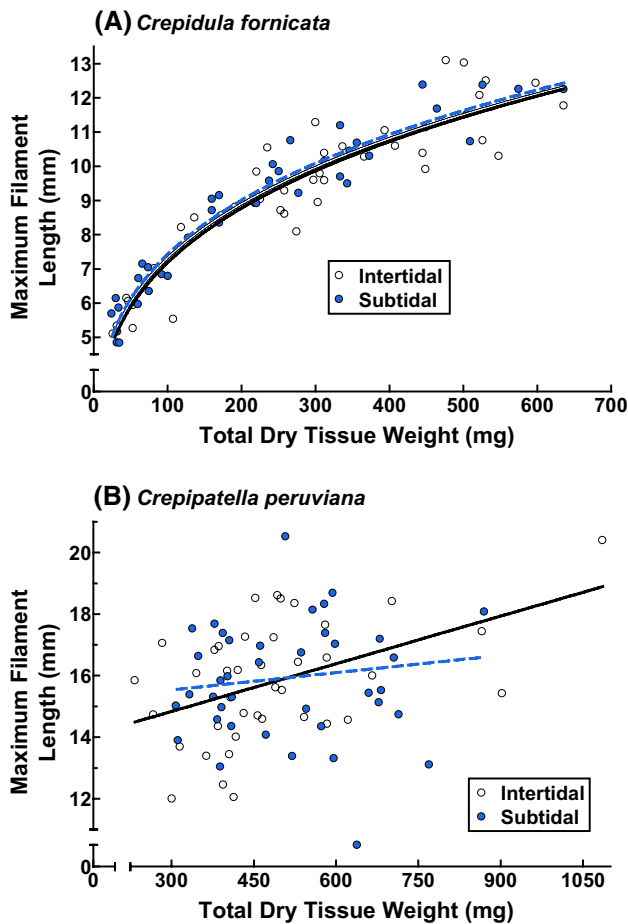 (A) Crepidula fornicata
13
12
11
10
9
8
7
6
5
0
Maximum Filament
Length (mm)
Intertidal
Subtidal
0 100 200 300 400 500 600 700
Total Dry Tissue Weight (mg)
(B) Crepipatella peruviana
20
18
16
14
12
0
Maximum Filament
Length (mm)
Intertidal
Subtidal
0 300 450 600 750 900 1050
Total Dry Tissue Weight (mg)